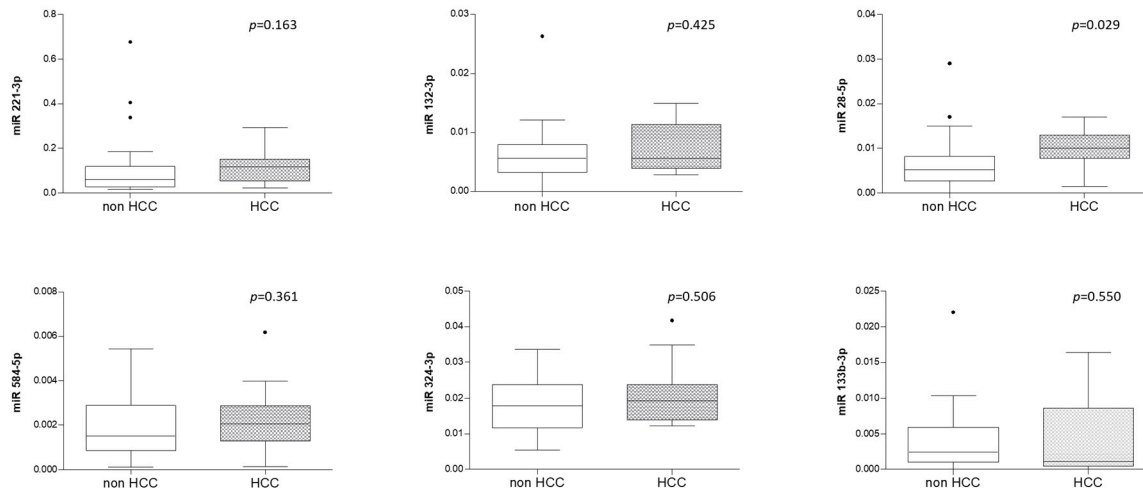 miR 221-3p
0.8
0.6
0.4
0.2
0.0
p=0.163
non HCC HCC
miR 132-3p
0.03
0.02
0.01
0.00
p=0.425
non HCC HCC
miR 28-5p
0.04
0.03
0.02
0.01
0.00
p=0.029
non HCC HCC
miR 584-5p
0.008
0.006
0.004
0.002
0.000
p=0.361
non HCC HCC
miR 324-3p
0.05
0.04
0.03
0.02
0.01
0.00
p=0.506
non HCC HCC
miR 133b-3p
0.025
0.020
0.015
0.010
0.005
0.000
p=0.550
non HCC HCC